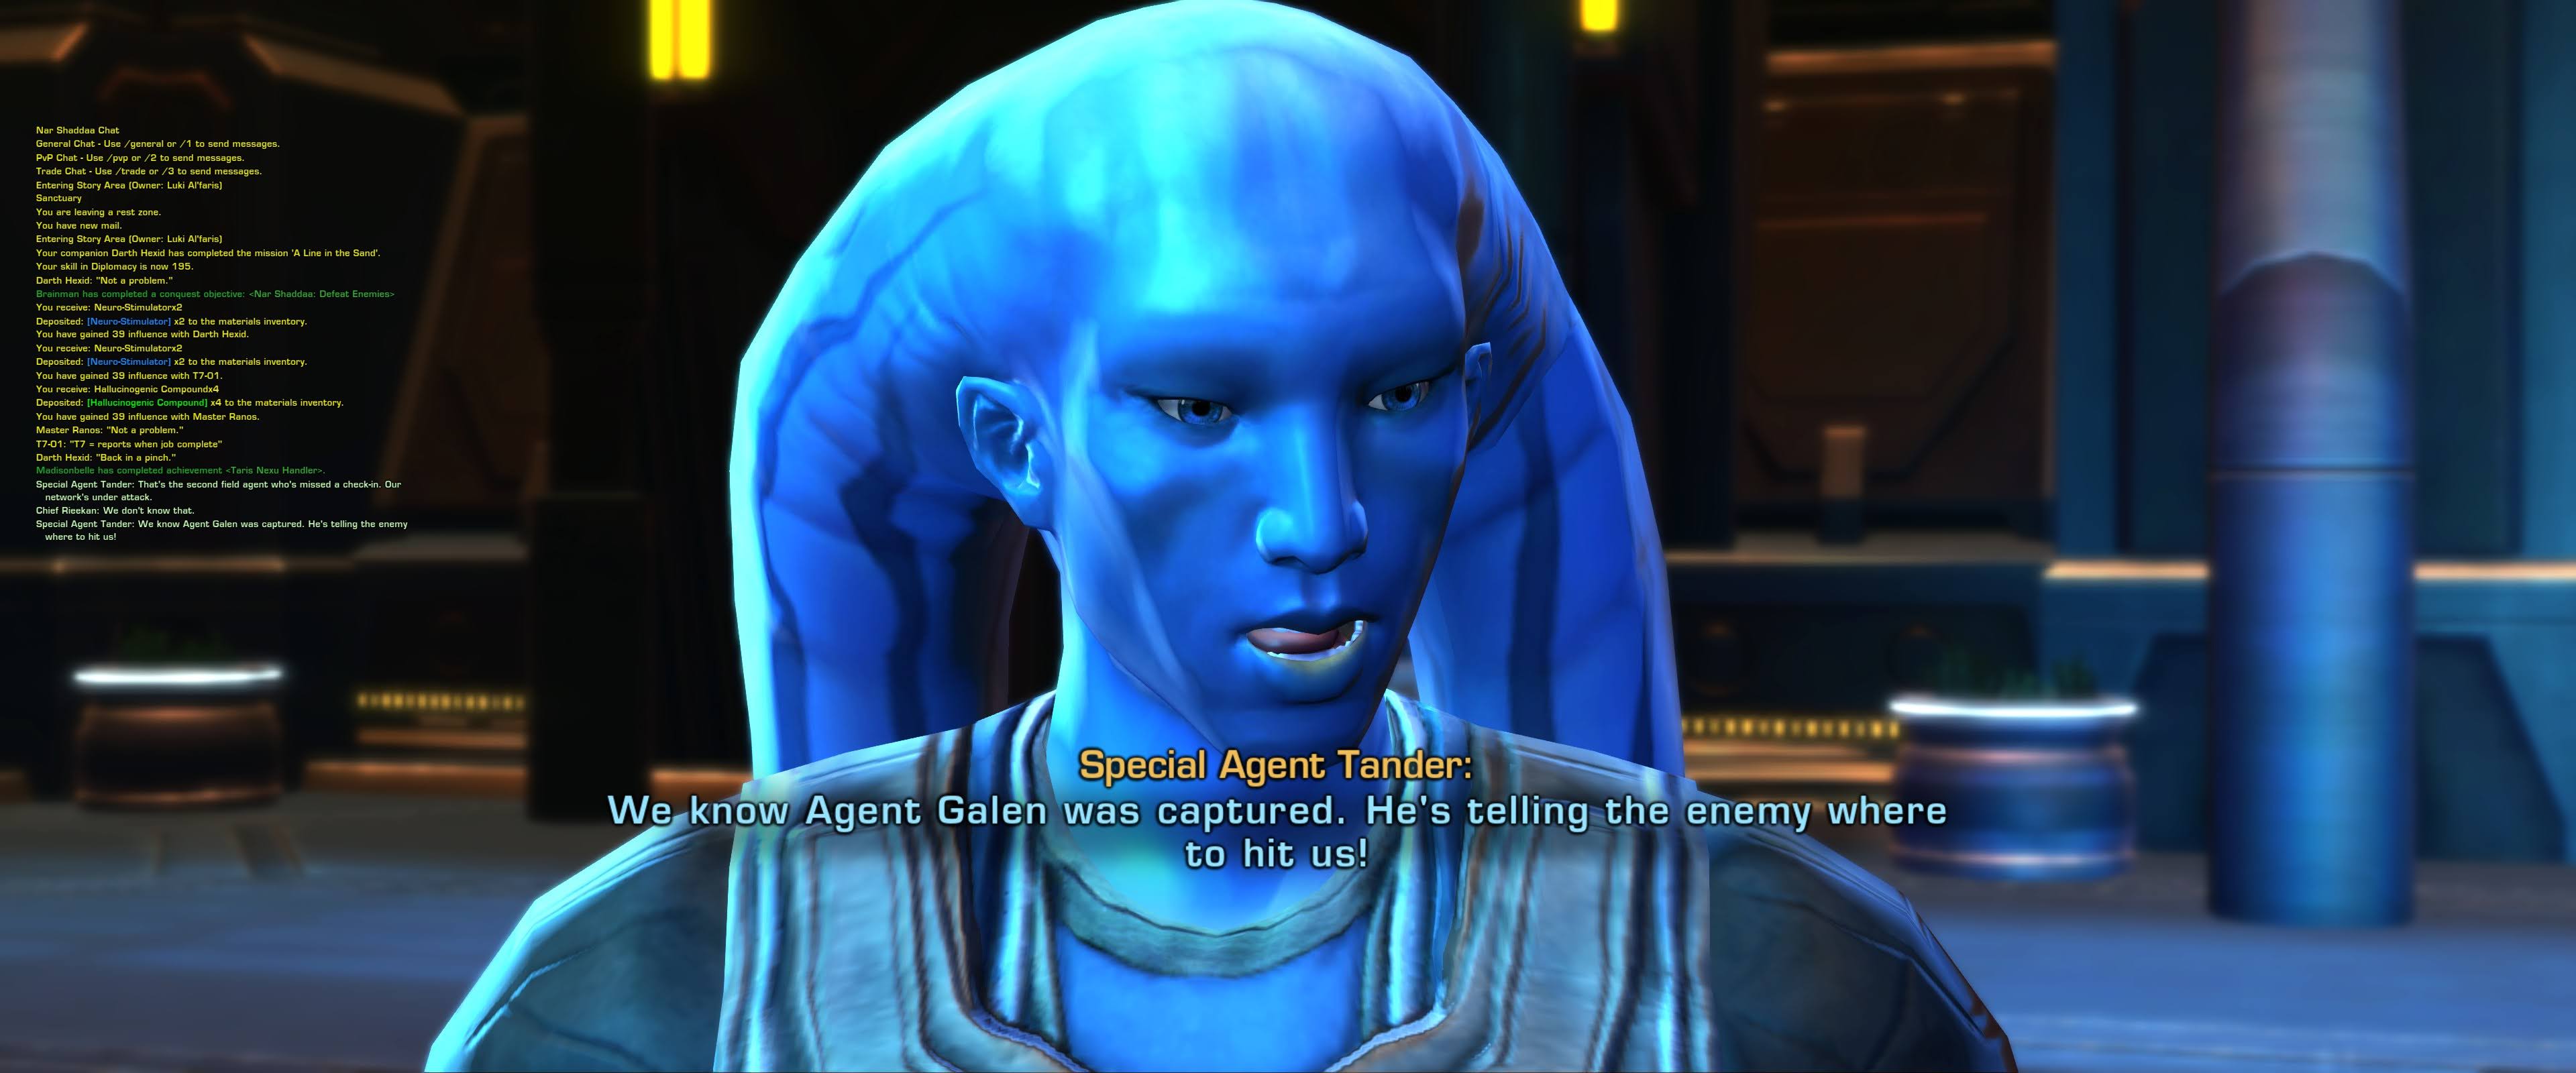 Nar Shaddaa Chat
General Chat - Use /general or /1 to send messages.
PvP Chat - Use /pvp or /2 to send messages.
Trade Chat - Use /trade or /3 to send messages.
Entering Story Area (Owner: Luki Al'faris)
Sanctuary
You are leaving a rest zone.
You have new mail.
Entering Story Area (Owner: Luki Al'faris)
Your companion Darth Hexid has completed the mission 'A Line in the Sand'.
Your skill in Diplomacy is now 195.
Darth Hexid: "Not a problem."
Brainman has completed a conquest objective: <Nar Shaddaa: Defeat Enemies>
You receive: Neuro-Stimulatorx2
Deposited: [Neuro-Stimulator] x2 to the materials inventory.
You have gained 39 influence with Darth Hexid.
You receive: Neuro-Stimulatorx2
Deposited: [Neuro-Stimulator] x2 to the materials inventory.
You have gained 39 influence with T7-01.
You receive: Hallucinogenic Compoundx4
Deposited: [Hallucinogenic Compound] x4 to the materials inventory.
You have gained 39 influence with Master Ranos.
Master Ranos: "Not a problem."
T7-01: "T7 = reports when job complete"
Darth Hexid: "Back in a pinch."
Madisonbelle has completed achievement <Taris Nexu Handler>.
Special Agent Tander: That's the second field agent who's missed a check-in. Our
network's under attack.
Chief Rieekan: We don't know that.
Special Agent Tander: We know Agent Galen was captured. He's telling the enemy
where to hit us!
Special Agent Tander:
We know Agent Galen was captured. He's telling the enemy where
to hit us!